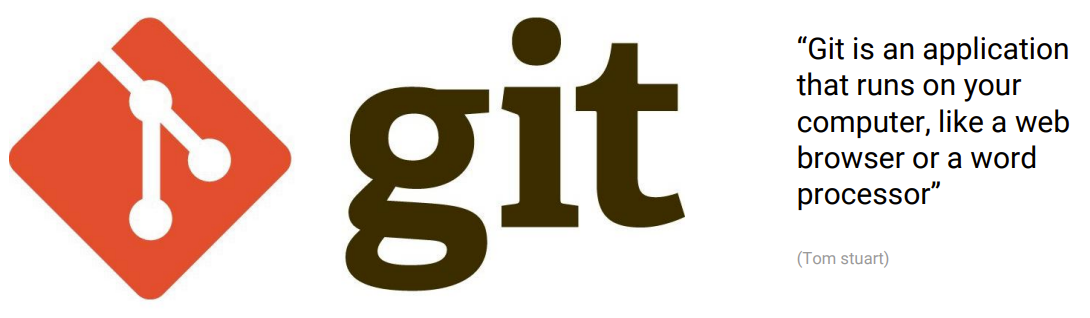 git
“Git is an application
that runs on your
computer, like a web
browser or a word
processor”
(Tom stuart)